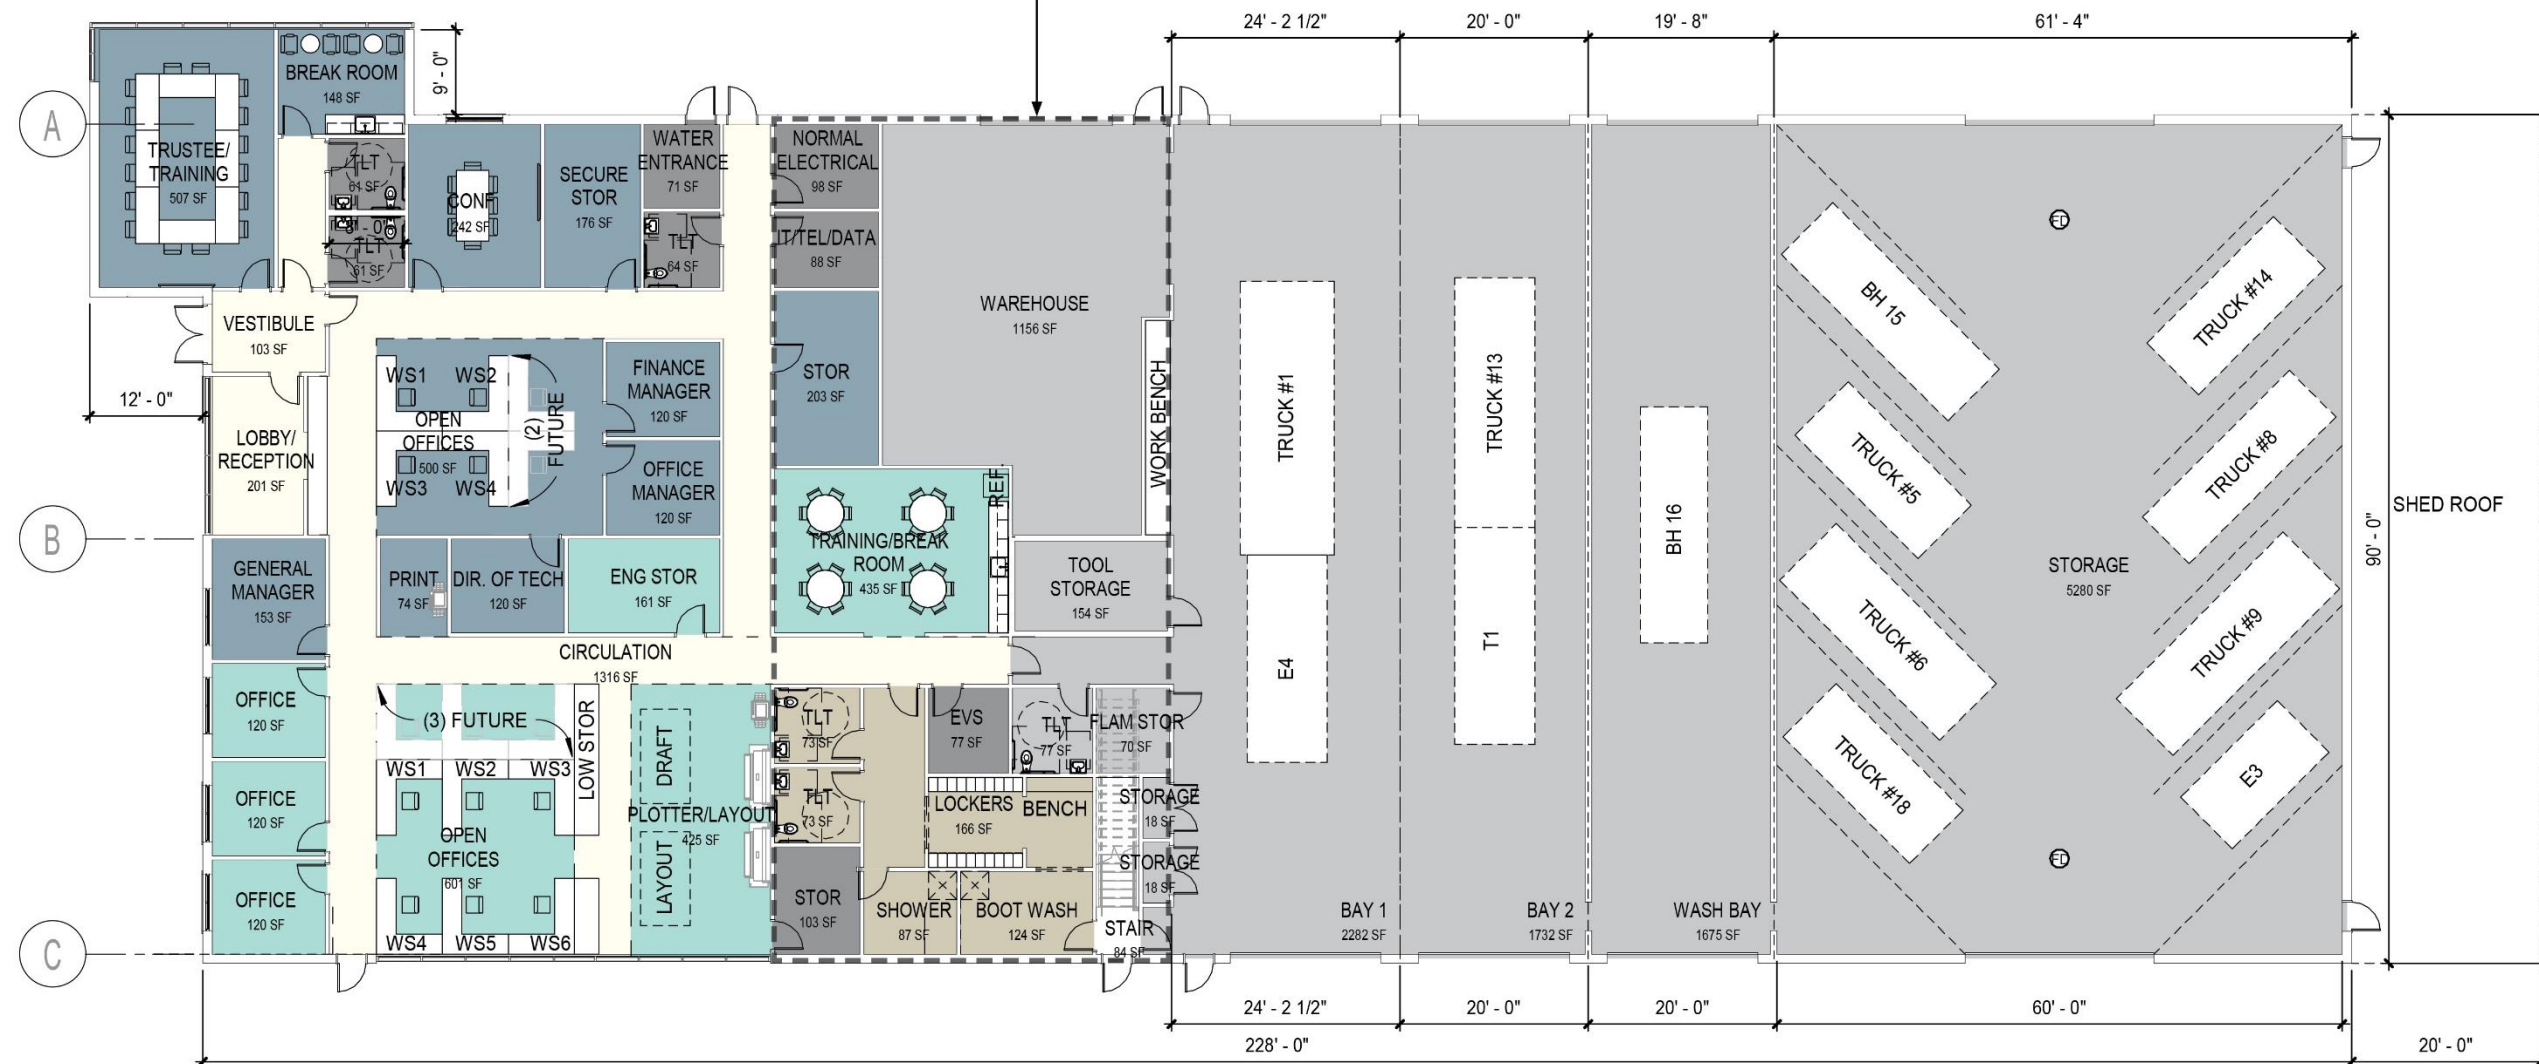 24' - 2 1/2"
20' - 0"
19' - 8"
61' - 4"
9' - 0"
A
BREAK ROOM
148 SF
TRUSTEE/
TRAINING
507 SF
TLT
61 SF
8' - 0"
TLT
61 SF
CONF
242 SF
SECURE
STOR
176 SF
WATER
ENTRANCE
71 SF
TLT
64 SF
NORMAL
ELECTRICAL
98 SF
IT/TEL/DATA
88 SF
WAREHOUSE
1156 SF
STOR
203 SF
WORK BENCH
VESTIBULE
103 SF
12' - 0"
LOBBY/
RECEPTION
201 SF
WS1
WS2
OPEN
OFFICES
500 SF
WS3
WS4
(2)
FUTURE
FINANCE
MANAGER
120 SF
OFFICE
MANAGER
120 SF
B
GENERAL
MANAGER
153 SF
PRINT
74 SF
DIR. OF TECH
120 SF
ENG STOR
161 SF
REF.
TRAINING/BREAK
ROOM
435 SF
TOOL
STORAGE
154 SF
CIRCULATION
1316 SF
OFFICE
120 SF
OFFICE
120 SF
OFFICE
120 SF
(3) FUTURE
WS1
WS2
WS3
LOW STOR
OPEN
OFFICES
601 SF
WS4
WS5
WS6
DRAFT
PLOTTER/LAYOUT
425 SF
LAYOUT
TLT
73 SF
TLT
73 SF
EVS
77 SF
TLT
77 SF
FLAM STOR
70 SF
LOCKERS
166 SF
BENCH
STORAGE
18 SF
STORAGE
18 SF
STOR
103 SF
SHOWER
87 SF
BOOT WASH
124 SF
STAIR
84 SF
C
TRUCK #1
E4
BAY 1
2282 SF
TRUCK #13
T1
BAY 2
1732 SF
BH 16
WASH BAY
1675 SF
FD
BH 15
TRUCK #14
TRUCK #5
TRUCK #8
STORAGE
5280 SF
TRUCK #6
TRUCK #9
TRUCK #18
E3
FD
90' - 0"
SHED ROOF
24' - 2 1/2"
20' - 0"
20' - 0"
60' - 0"
228' - 0"
20' - 0"